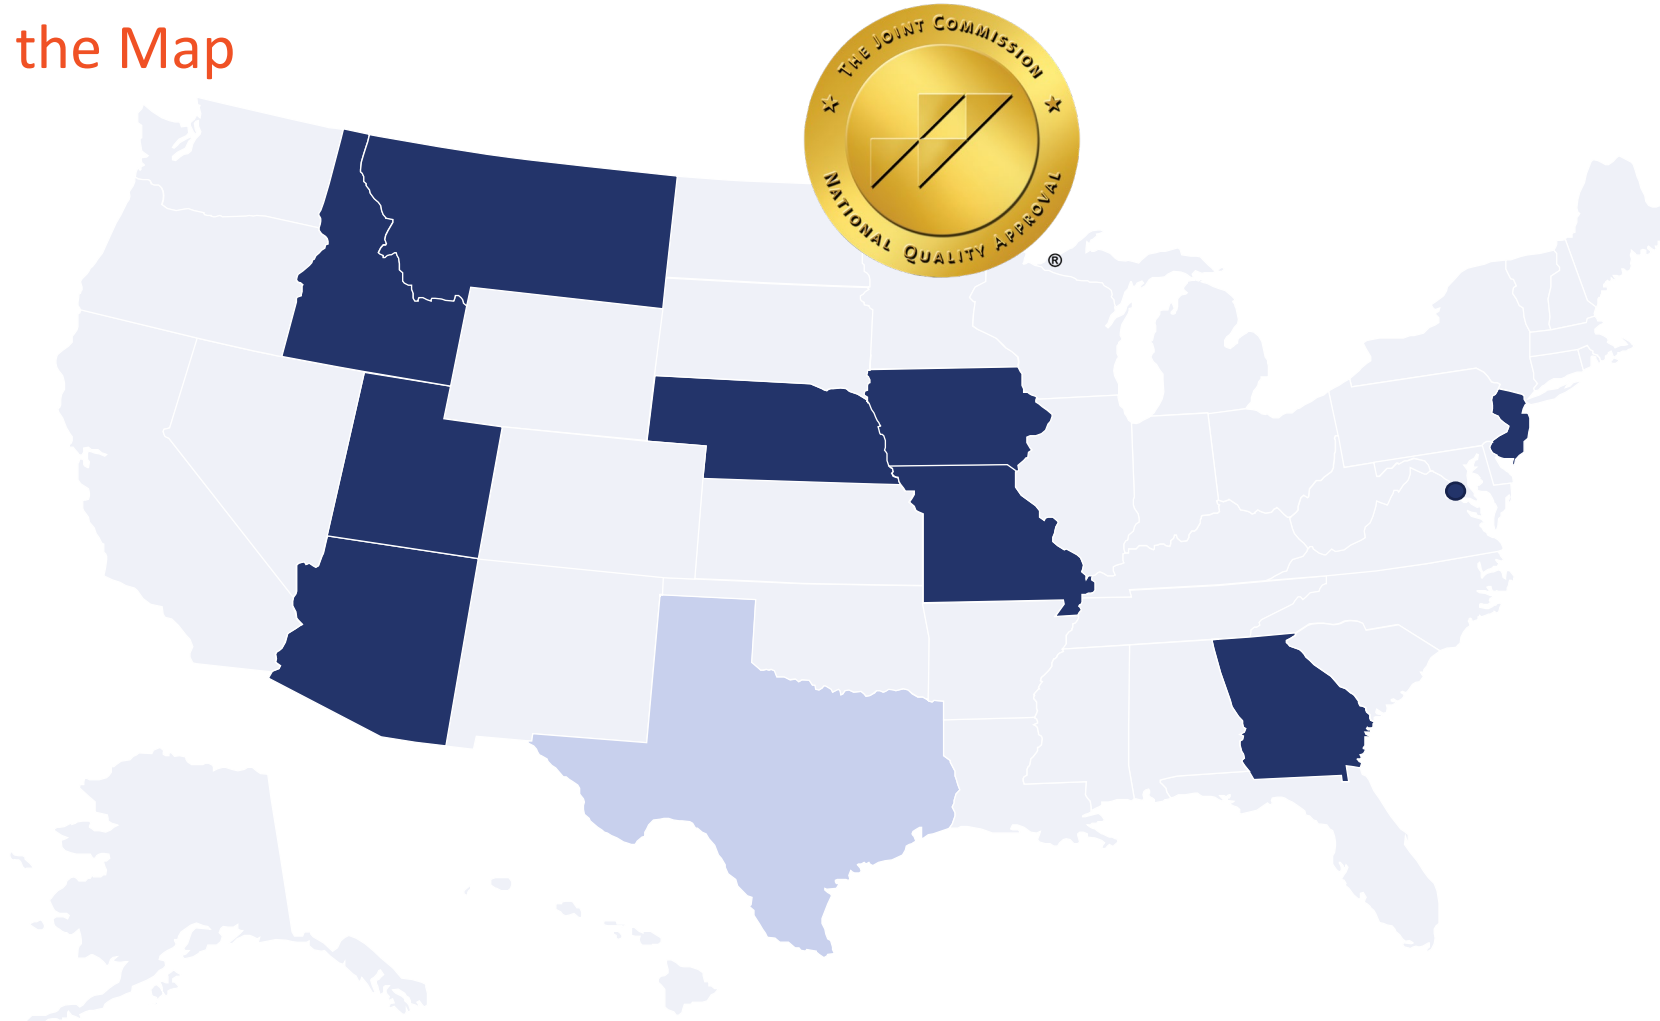 the Map
THE JOINT COMMISSION
NATIONAL QUALITY APPROVAL
®